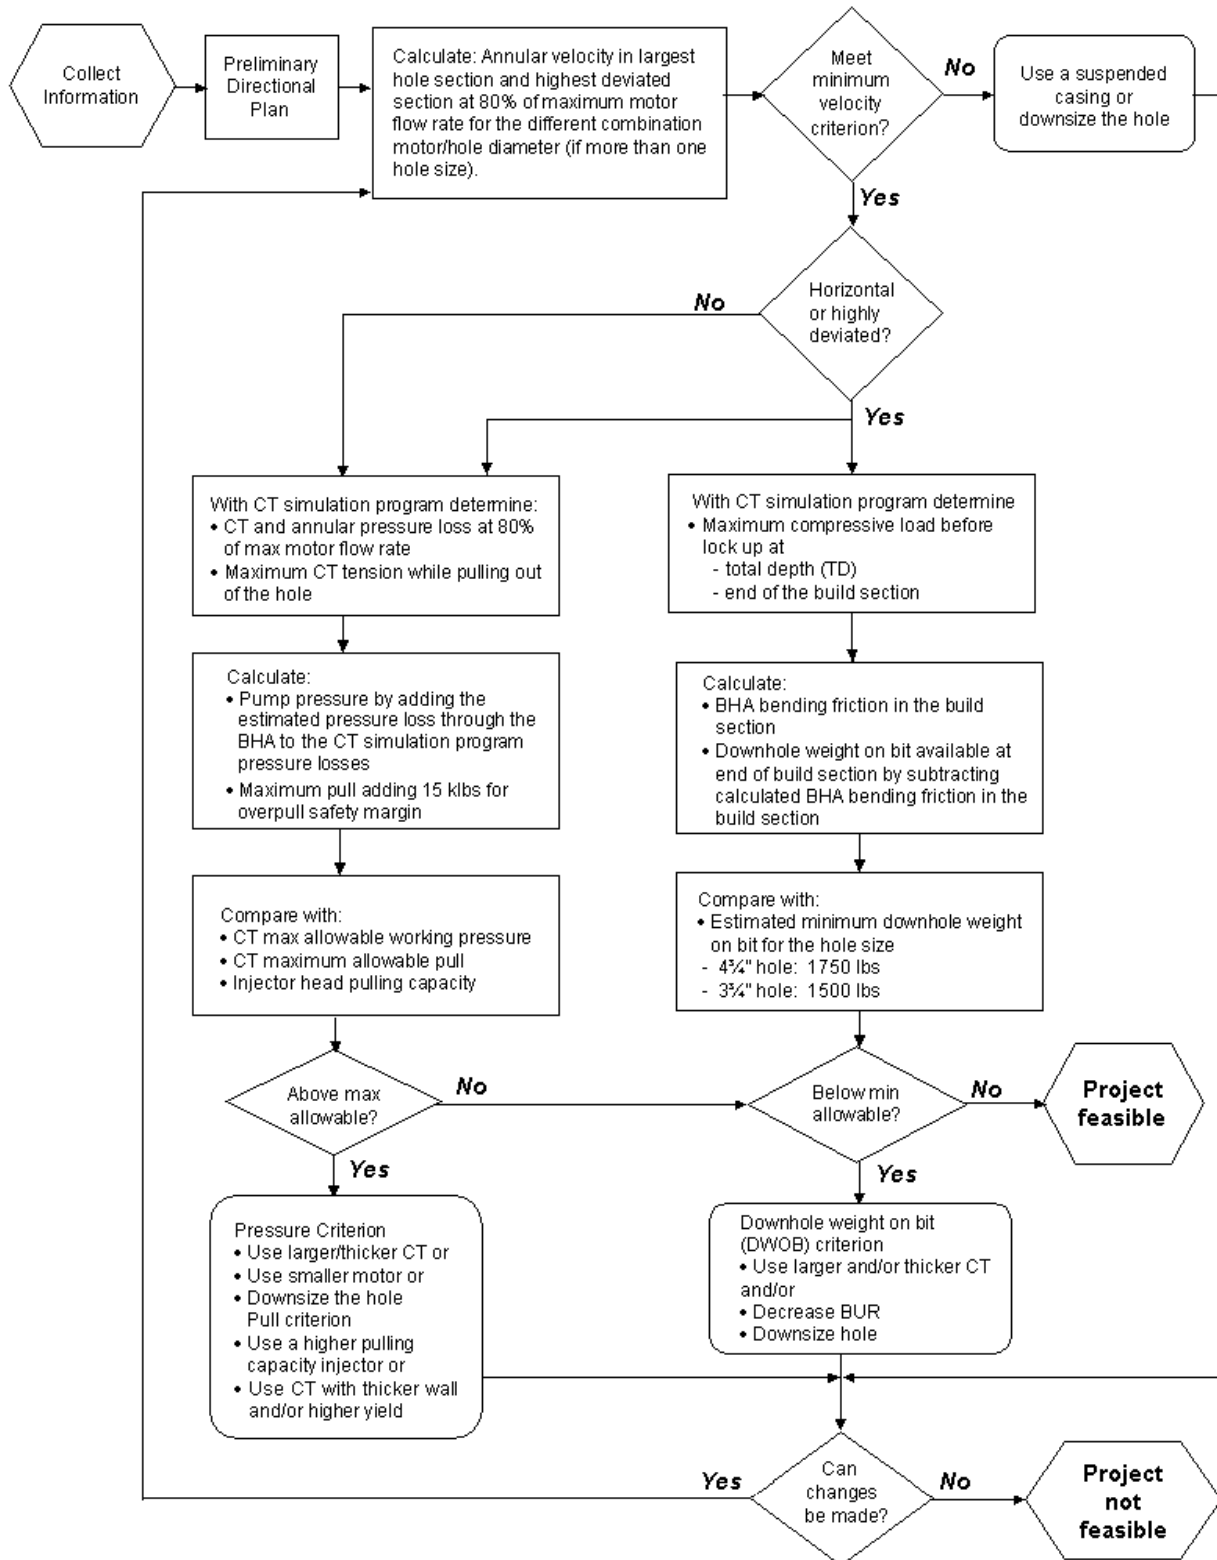 Collect
Information
Preliminary
Directional
Plan
Calculate: Annular velocity in largest
hole section and highest deviated
section at 80% of maximum motor
flow rate for the different combination
motor/hole diameter (if more than one
hole size).
Meet
minimum
velocity
criterion?
No
Use a suspended
casing or
downsize the hole
Yes
Horizontal
or highly
deviated?
No
Yes
With CT simulation program determine:
• CT and annular pressure loss at 80%
of max motor flow rate
• Maximum CT tension while pulling out
of the hole
With CT simulation program determine
• Maximum compressive load before
lock up at
- total depth (TD)
- end of the build section
Calculate:
• Pump pressure by adding the
estimated pressure loss through the
BHA to the CT simulation program
pressure losses
• Maximum pull adding 15 klbs for
overpull safety margin
Calculate:
• BHA bending friction in the build
section
• Downhole weight on bit available at
end of build section by subtracting
calculated BHA bending friction in the
build section
Compare with:
• CT max allowable working pressure
• CT maximum allowable pull
• Injector head pulling capacity
Compare with:
• Estimated minimum downhole weight
on bit for the hole size
- 4¾" hole: 1750 lbs
- 3¾" hole: 1500 lbs
Above max
allowable?
No
Below min
allowable?
No
Project
feasible
Yes
Yes
Pressure Criterion
• Use larger/thicker CT or
• Use smaller motor or
• Downsize the hole
Pull criterion
• Use a higher pulling
capacity injector or
• Use CT with thicker wall
and/or higher yield
Downhole weight on bit
(DWOB) criterion
• Use larger and/or thicker CT
and/or
• Decrease BUR
• Downsize hole
Yes
Can
changes
be made?
No
Project
not
feasible